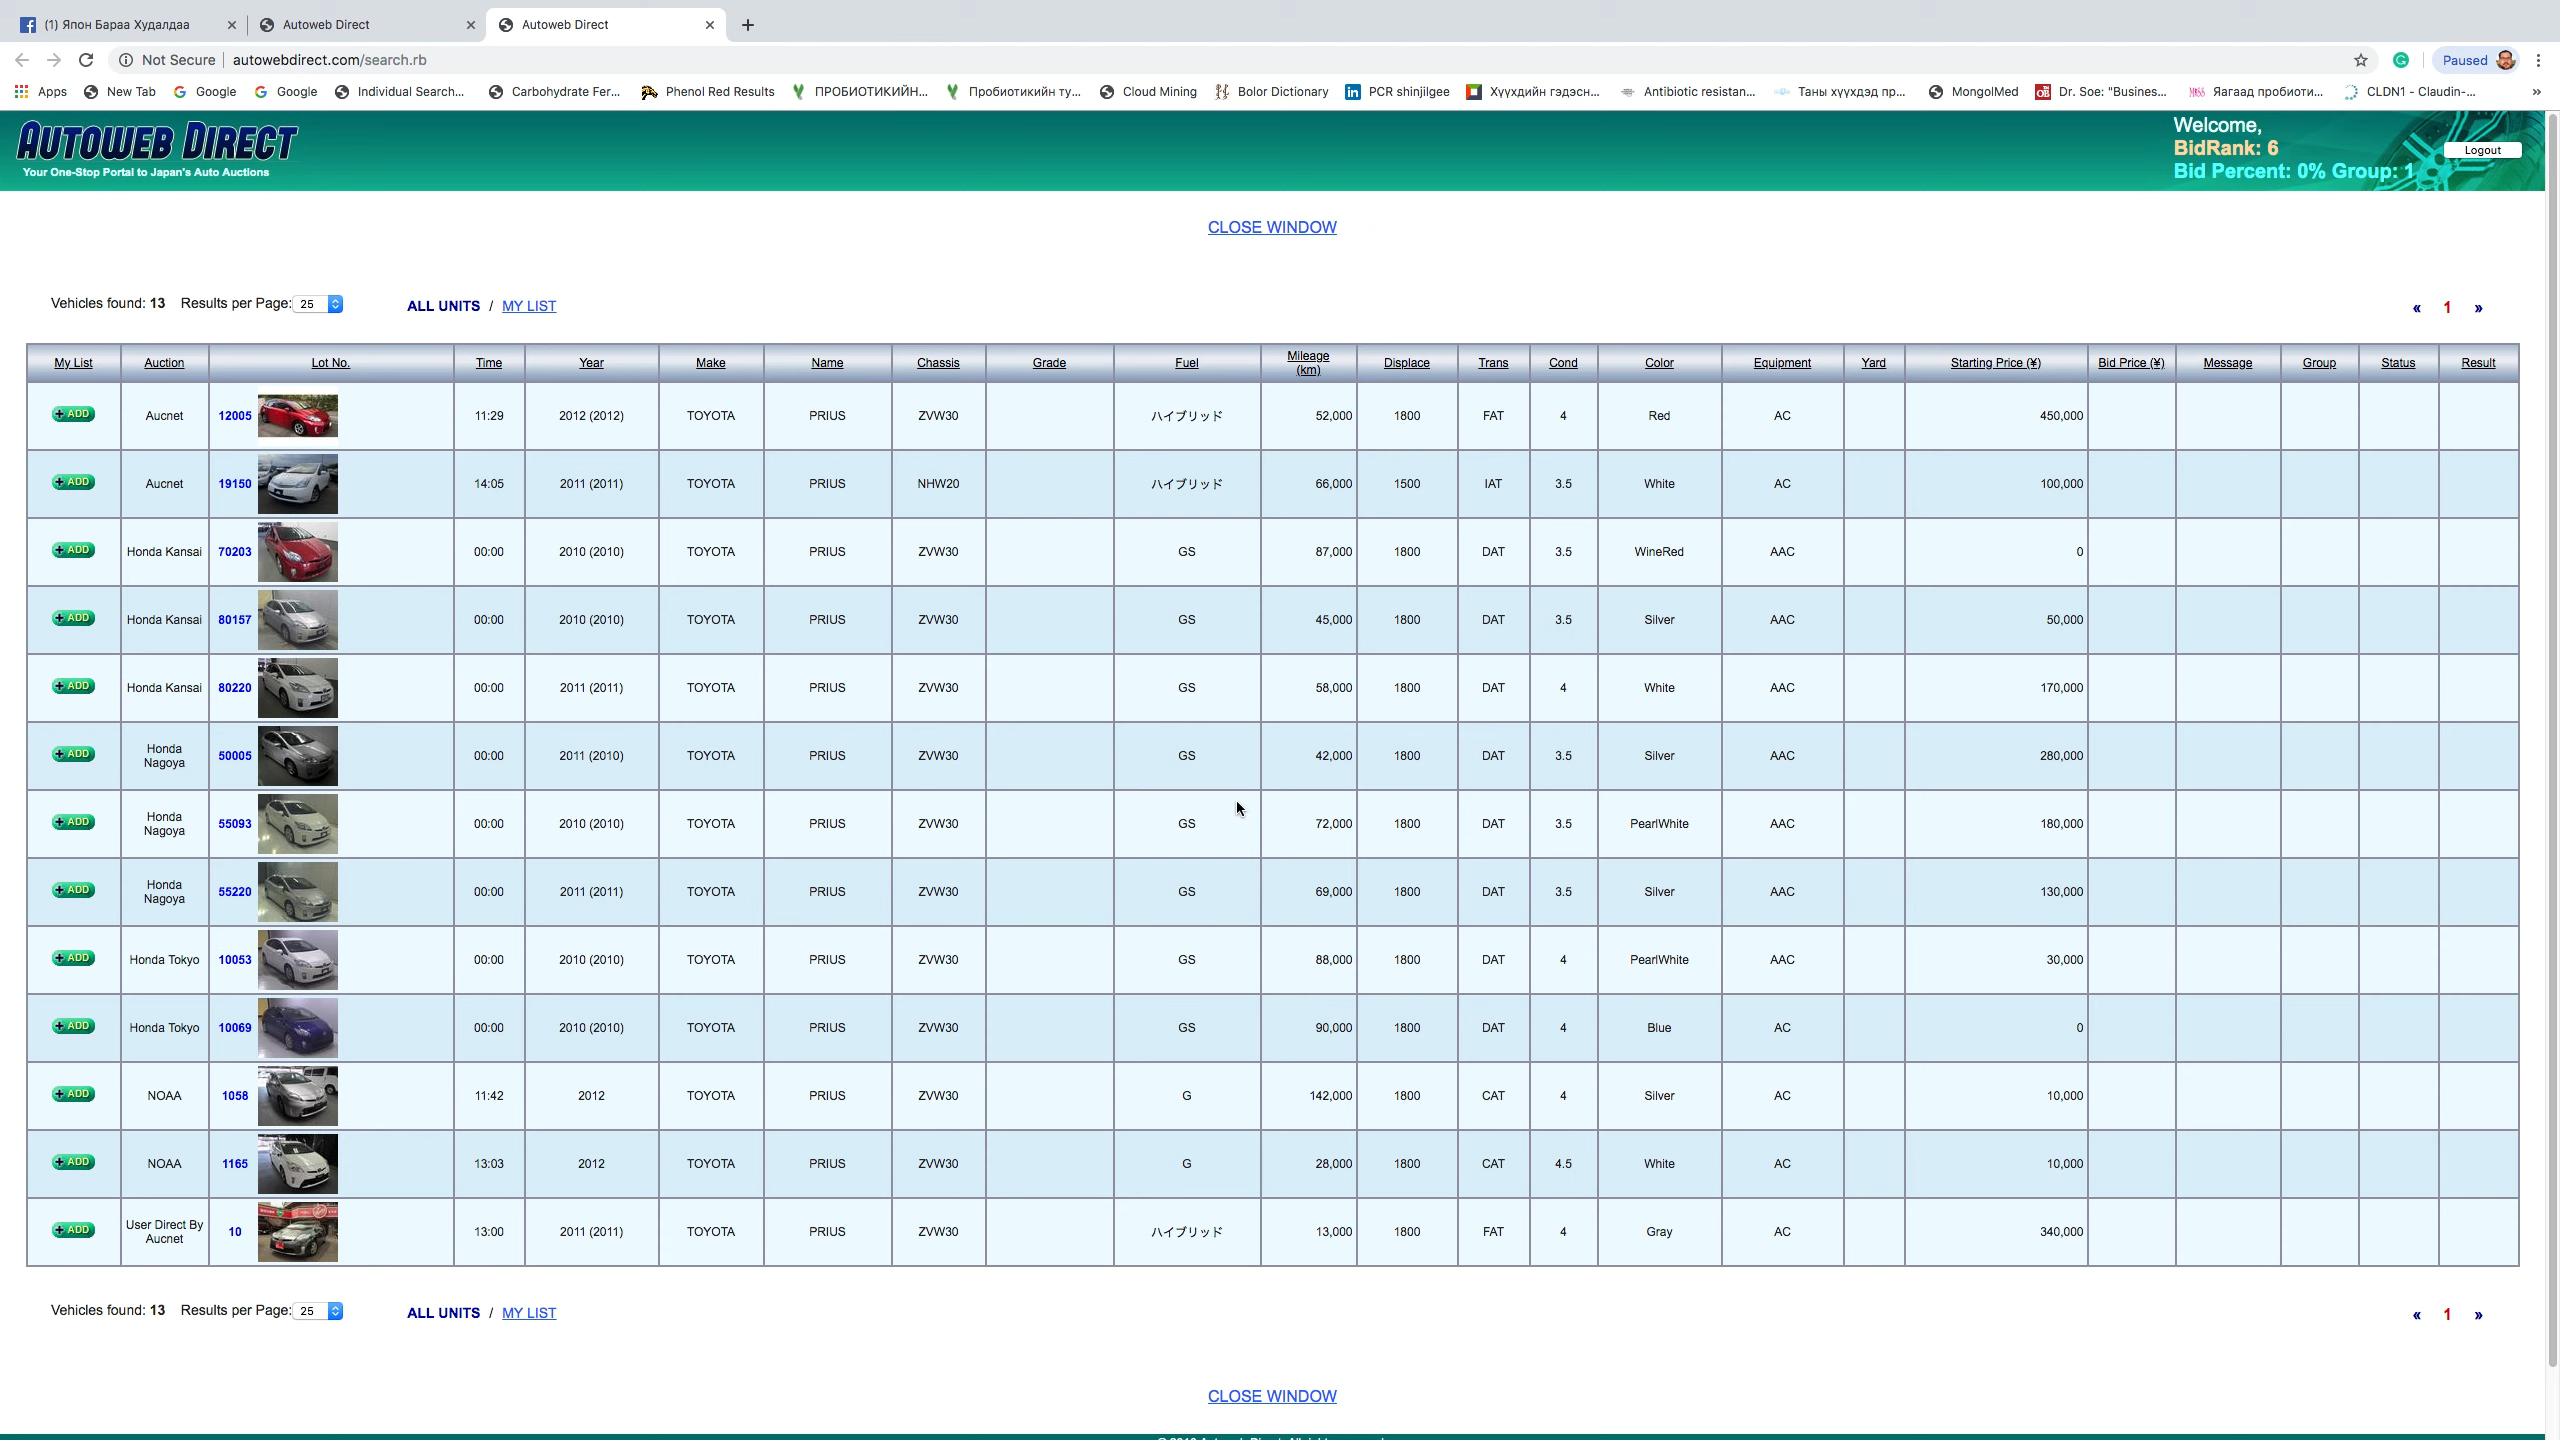 (1) Япон Бараа Худалдаа
Autoweb Direct
Autoweb Direct
Not Secure autowebdirect.com/search.rb Paused
Apps New Tab Google Google Individual Search... Carbohydrate Fer... Phenol Red Results ПРОБИОТИКИЙН... Пробиотикийн ту... Cloud Mining Bolor Dictionary PCR shinjilgee Хүүхдийн гэдэсн... Antibiotic resistan... Таны хүүхдэд пр... MongolMed Dr. Soe: "Busines... Яагаад пробиоти... CLDN1 - Claudin-... »
AUTOWEB DIRECT
Your One-Stop Portal to Japan's Auto Auctions
Welcome,
BidRank: 6
Bid Percent: 0% Group: 1
Logout
CLOSE WINDOW
Vehicles found: 13 Results per Page: 25 ALL UNITS / MY LIST « 1 »
My List Auction Lot No. Time Year Make Name Chassis Grade Fuel Mileage (km) Displace Trans Cond Color Equipment Yard Starting Price (¥) Bid Price (¥) Message Group Status Result
+ ADD Aucnet 12005 11:29 2012 (2012) TOYOTA PRIUS ZVW30 ハイブリッド 52,000 1800 FAT 4 Red AC 450,000
+ ADD Aucnet 19150 14:05 2011 (2011) TOYOTA PRIUS NHW20 ハイブリッド 66,000 1500 IAT 3.5 White AC 100,000
+ ADD Honda Kansai 70203 00:00 2010 (2010) TOYOTA PRIUS ZVW30 GS 87,000 1800 DAT 3.5 WineRed AAC 0
+ ADD Honda Kansai 80157 00:00 2010 (2010) TOYOTA PRIUS ZVW30 GS 45,000 1800 DAT 3.5 Silver AAC 50,000
+ ADD Honda Kansai 80220 00:00 2011 (2011) TOYOTA PRIUS ZVW30 GS 58,000 1800 DAT 4 White AAC 170,000
+ ADD Honda Nagoya 50005 00:00 2011 (2010) TOYOTA PRIUS ZVW30 GS 42,000 1800 DAT 3.5 Silver AAC 280,000
+ ADD Honda Nagoya 55093 00:00 2010 (2010) TOYOTA PRIUS ZVW30 GS 72,000 1800 DAT 3.5 PearlWhite AAC 180,000
+ ADD Honda Nagoya 55220 00:00 2011 (2011) TOYOTA PRIUS ZVW30 GS 69,000 1800 DAT 3.5 Silver AAC 130,000
+ ADD Honda Tokyo 10053 00:00 2010 (2010) TOYOTA PRIUS ZVW30 GS 88,000 1800 DAT 4 PearlWhite AAC 30,000
+ ADD Honda Tokyo 10069 00:00 2010 (2010) TOYOTA PRIUS ZVW30 GS 90,000 1800 DAT 4 Blue AC 0
+ ADD NOAA 1058 11:42 2012 TOYOTA PRIUS ZVW30 G 142,000 1800 CAT 4 Silver AC 10,000
+ ADD NOAA 1165 13:03 2012 TOYOTA PRIUS ZVW30 G 28,000 1800 CAT 4.5 White AC 10,000
+ ADD User Direct By Aucnet 10 13:00 2011 (2011) TOYOTA PRIUS ZVW30 ハイブリッド 13,000 1800 FAT 4 Gray AC 340,000
Vehicles found: 13 Results per Page: 25 ALL UNITS / MY LIST « 1 »
CLOSE WINDOW